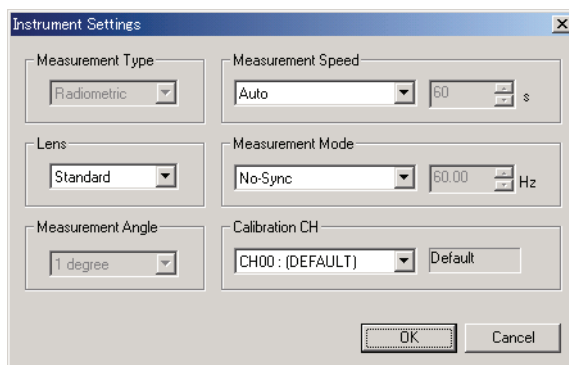 Instrument Settings
Measurement Type
Radiometric
Measurement Speed
Auto
60
s
Lens
Standard
Measurement Mode
No-Sync
60.00
Hz
Measurement Angle
1 degree
Calibration CH
CH00 : (DEFAULT)
Default
OK
Cancel